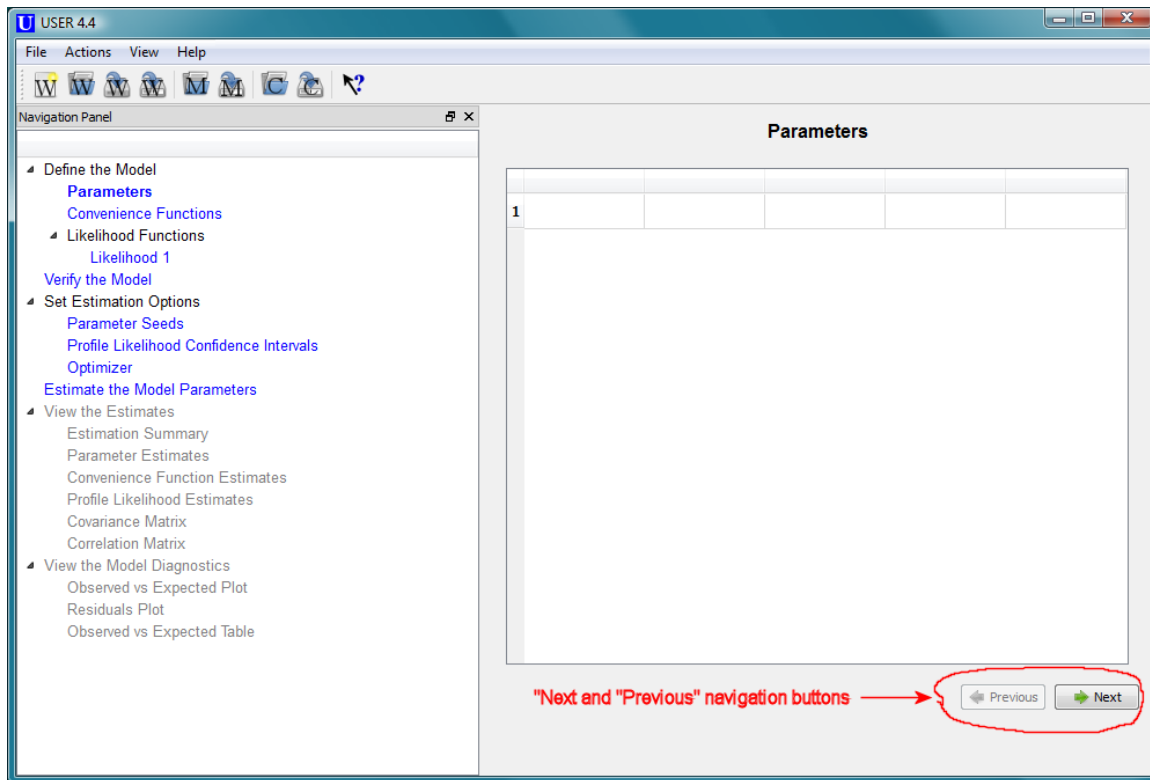 U USER 4.4
File Actions View Help
W W W W M M C C ?
Navigation Panel
Define the Model
Parameters
Convenience Functions
Likelihood Functions
Likelihood 1
Verify the Model
Set Estimation Options
Parameter Seeds
Profile Likelihood Confidence Intervals
Optimizer
Estimate the Model Parameters
View the Estimates
Estimation Summary
Parameter Estimates
Convenience Function Estimates
Profile Likelihood Estimates
Covariance Matrix
Correlation Matrix
View the Model Diagnostics
Observed vs Expected Plot
Residuals Plot
Observed vs Expected Table
Parameters
1
"Next and "Previous" navigation buttons
Previous Next